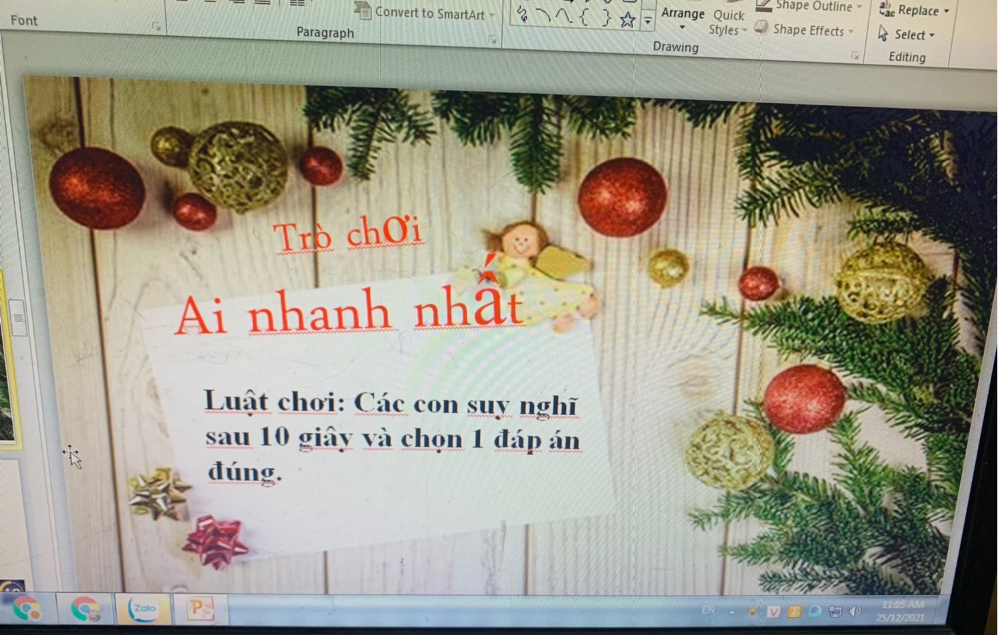 Font
Convert to SmartArt
Paragraph
Arrange
Quick
Styles
Shape Outline
Shape Effects
Drawing
ab
ac Replace
Select
Editing
Trò chơi
Ai nhanh nhất
Luật chơi: Các con suy nghĩ
sau 10 giây và chọn 1 đáp án
đúng.
Zalo
EN
V
11:05 AM
25/12/2021